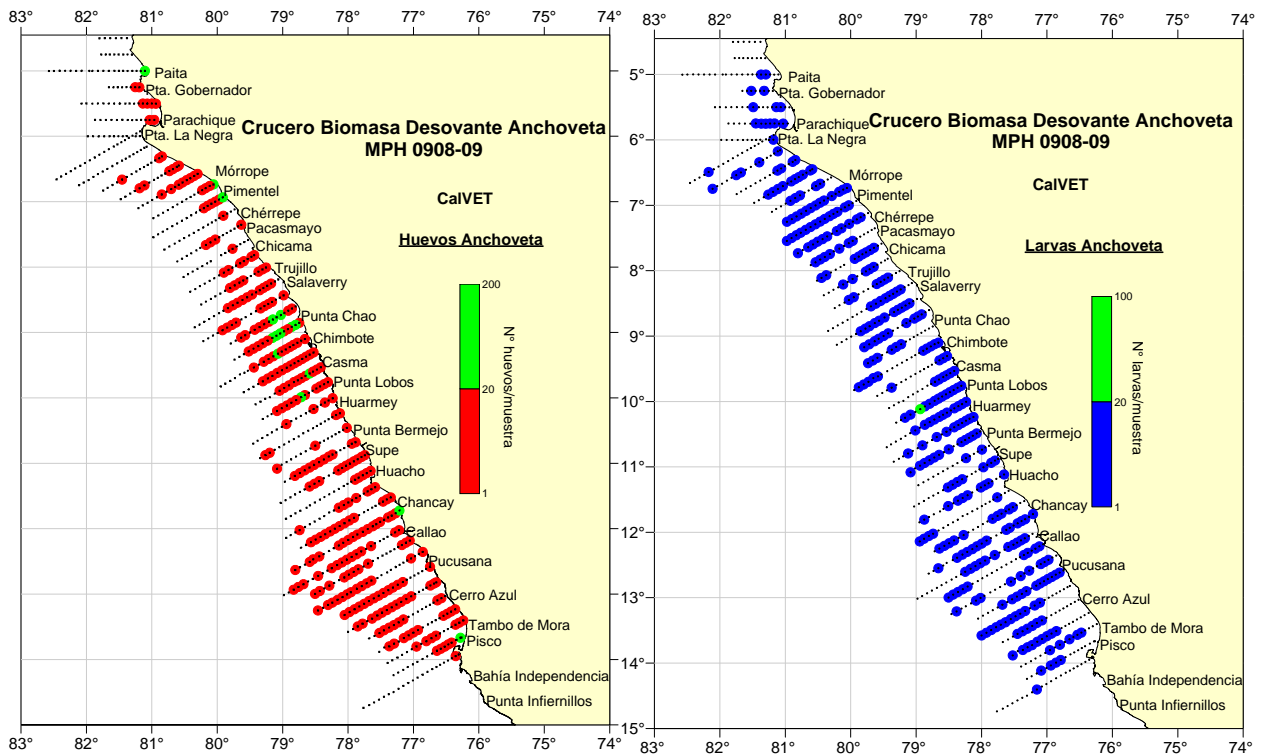 83° 82° 81° 80° 79° 78° 77° 76° 75° 74°
Paita
Pta. Gobernador
Parachique
Pta. La Negra
Crucero Biomasa Desovante Anchoveta
MPH 0908-09
CalVET
Huevos Anchoveta
Mórrope
Pimentel
Chérrepe
Pacasmayo
Chicama
Trujillo
Salaverry
Punta Chao
Chimbote
Casma
Punta Lobos
Huarmey
Punta Bermejo
Supe
Huacho
Chancay
Callao
Pucusana
Cerro Azul
Tambo de Mora
Pisco
Bahía Independencia
Punta Infiernillos
200
20
1
N° huevos/muestra
83° 82° 81° 80° 79° 78° 77° 76° 75° 74°
83° 82° 81° 80° 79° 78° 77° 76° 75° 74°
5°
6°
7°
8°
9°
10°
11°
12°
13°
14°
15°
Paita
Pta. Gobernador
Parachique
Pta. La Negra
Crucero Biomasa Desovante Anchoveta
MPH 0908-09
CalVET
Larvas Anchoveta
Mórrope
Pimentel
Chérrepe
Pacasmayo
Chicama
Trujillo
Salaverry
Punta Chao
Chimbote
Casma
Punta Lobos
Huarmey
Punta Bermejo
Supe
Huacho
Chancay
Callao
Pucusana
Cerro Azul
Tambo de Mora
Pisco
Bahía Independencia
Punta Infiernillos
100
20
1
N° larvas/muestra
83° 82° 81° 80° 79° 78° 77° 76° 75° 74°